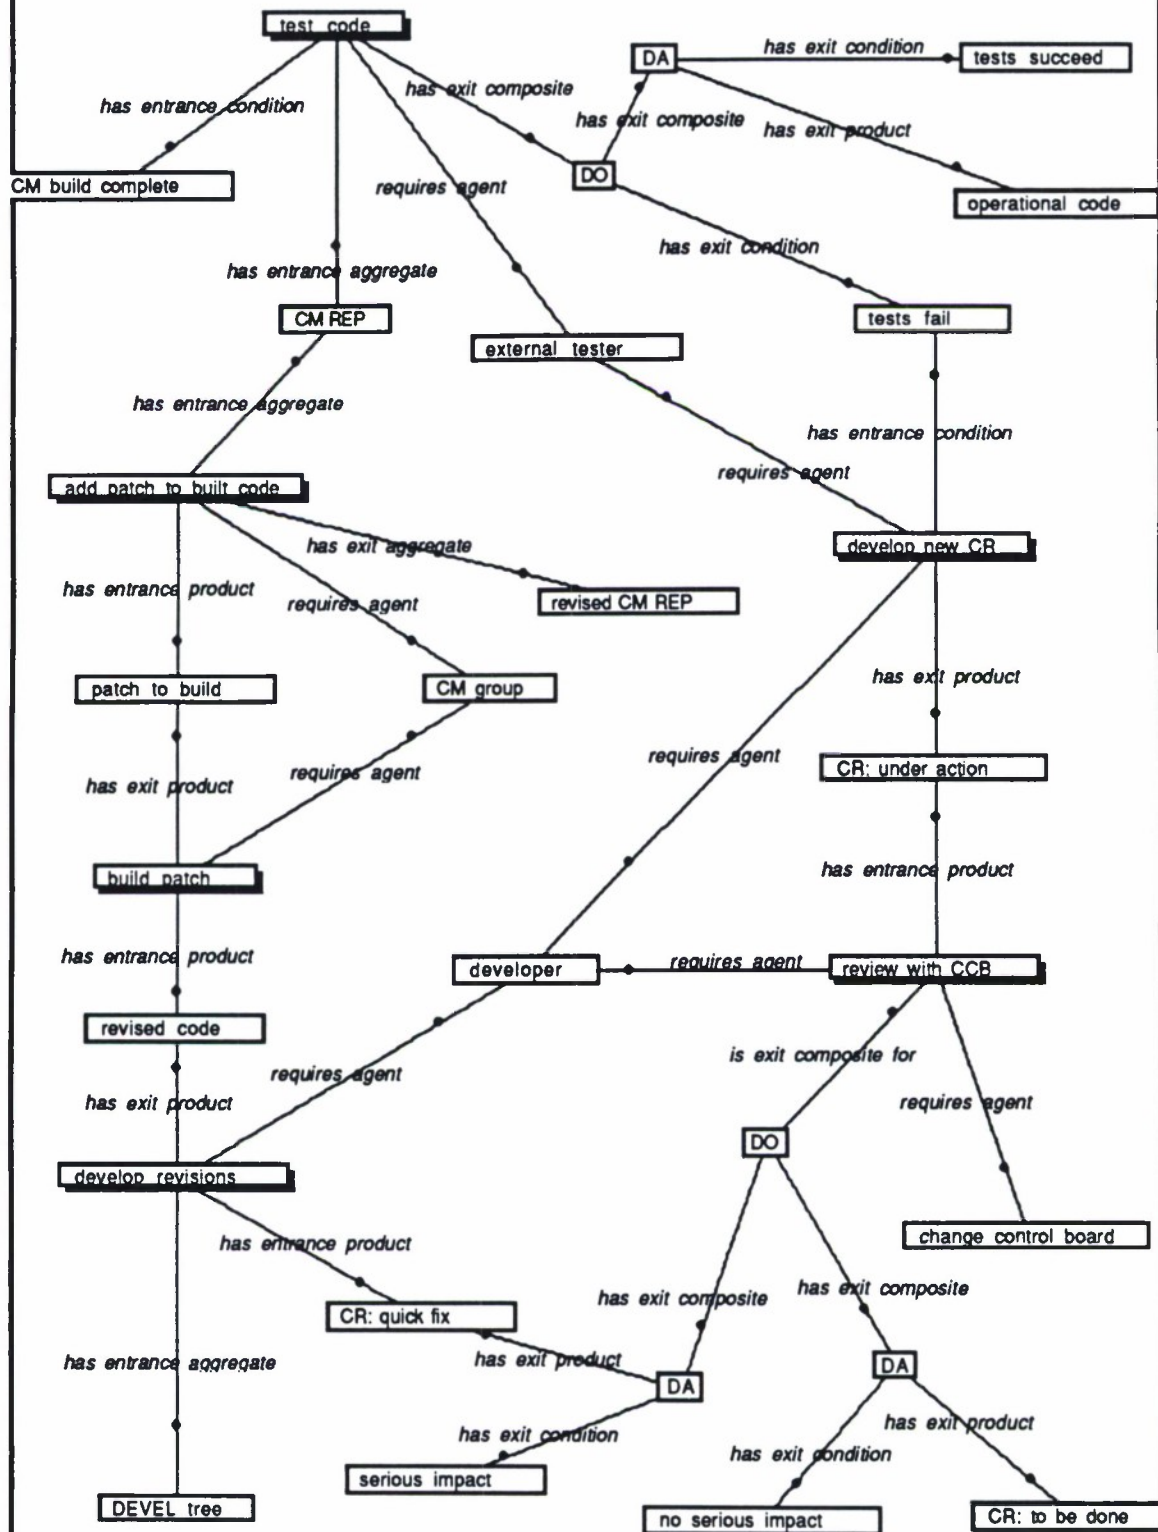 test code
DA
has exit condition
tests succeed
has exit composite
has entrance condition
has exit composite
has exit product
CM build complete
requires agent
DO
operational code
has exit condition
has entrance aggregate
CM REP
tests fail
external tester
has entrance aggregate
has entrance condition
requires agent
add patch to built code
develop new CR
has exit aggregate
has entrance product
requires agent
revised CM REP
has exit product
patch to build
CM group
requires agent
CR: under action
requires agent
has exit product
has entrance product
build patch
has entrance product
developer
requires agent
review with CCB
revised code
is exit composite for
requires agent
has exit product
requires agent
DO
develop revisions
has entrance product
change control board
has exit composite
has exit composite
CR: quick fix
has entrance aggregate
has exit product
DA
DA
has exit product
has exit condition
has exit condition
serious impact
DEVEL tree
no serious impact
CR: to be done